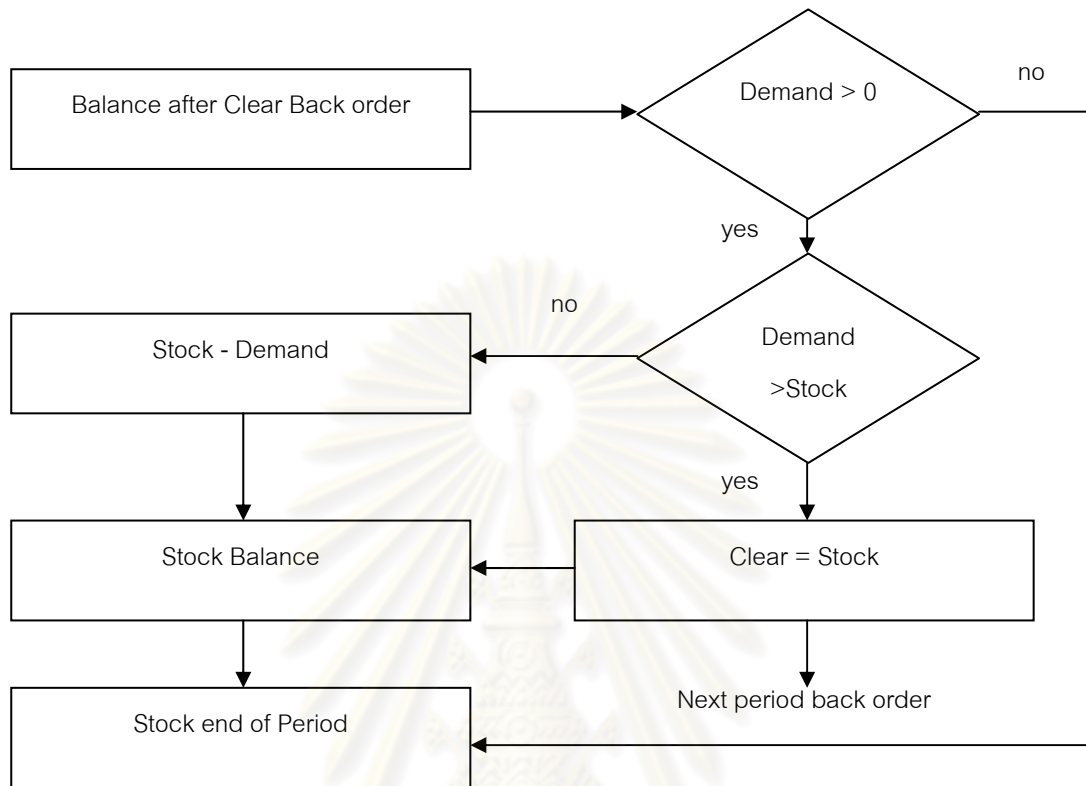 no
Balance after Clear Back order
Demand > 0
yes
no
Stock - Demand
Demand
>Stock
yes
Stock Balance
Clear = Stock
Next period back order
Stock end of Period